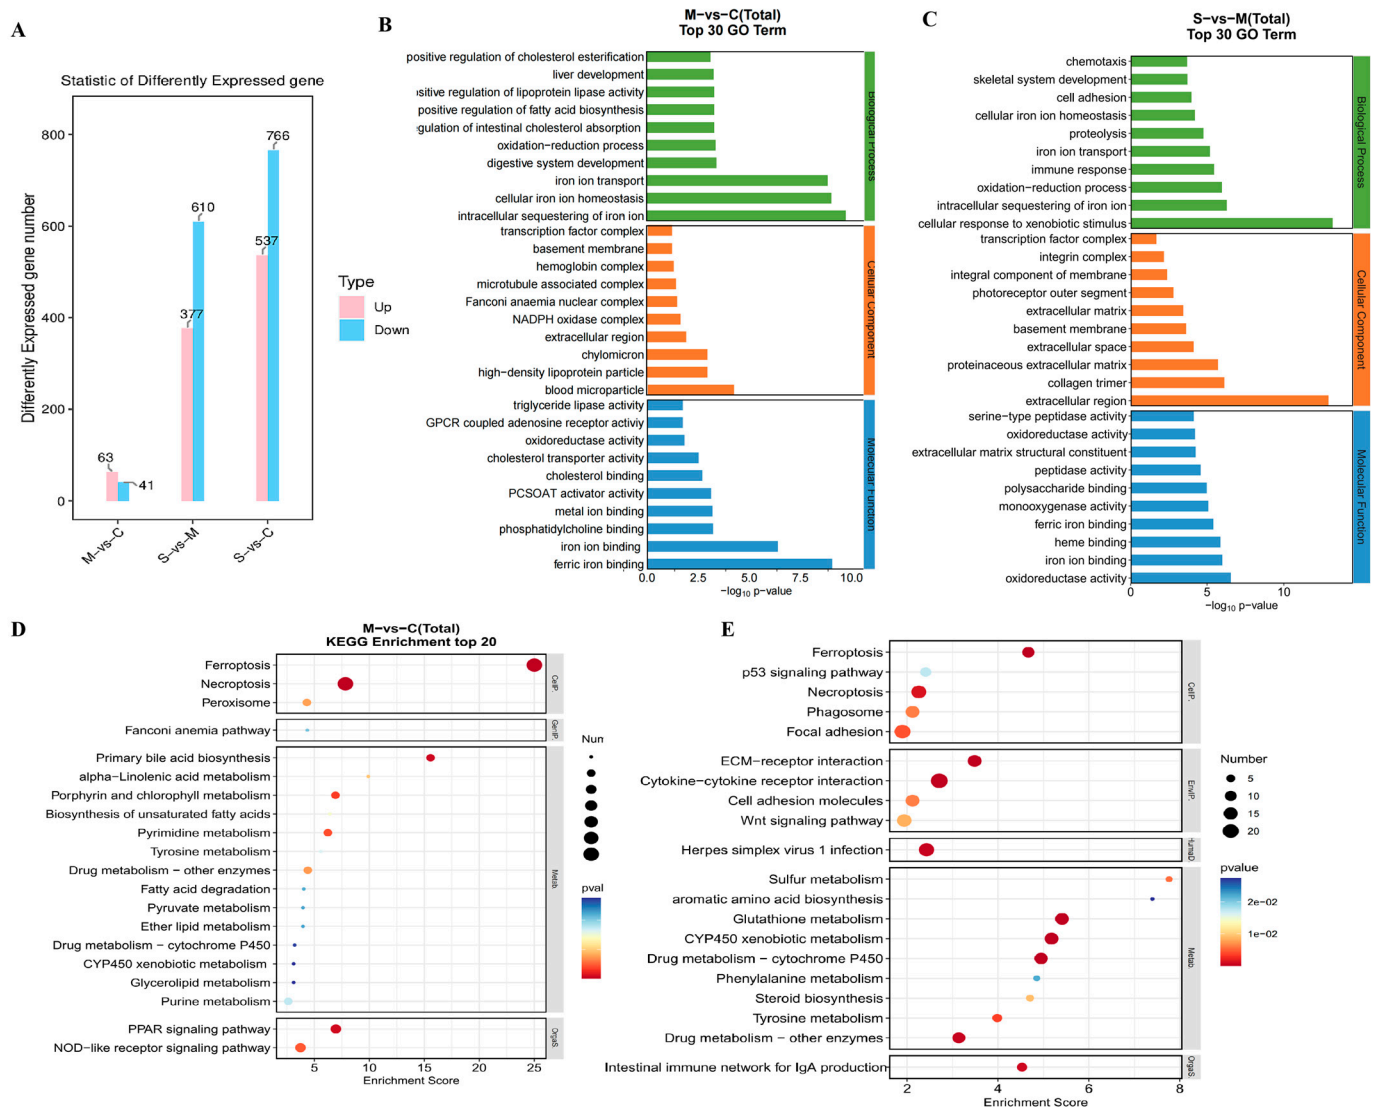 A
Statistic of Differently Expressed gene
Differently Expressed gene number
800
600
400
200
0
63
41
377
610
537
766
M−vs−C
S−vs−M
S−vs−C
Type
Up
Down
B
M-vs-C(Total)
Top 30 GO Term
positive regulation of cholesterol esterification
liver development
sitive regulation of lipoprotein lipase activity
positive regulation of fatty acid biosynthesis
gulation of intestinal cholesterol absorption
oxidation-reduction process
digestive system development
iron ion transport
cellular iron ion homeostasis
intracellular sequestering of iron ion
transcription factor complex
basement membrane
hemoglobin complex
microtubule associated complex
Fanconi anaemia nuclear complex
NADPH oxidase complex
extracellular region
chylomicron
high-density lipoprotein particle
blood microparticle
triglyceride lipase activity
GPCR coupled adenosine receptor activiy
oxidoreductase activity
cholesterol transporter activity
cholesterol binding
PCSOAT activator activity
metal ion binding
phosphatidylcholine binding
iron ion binding
ferric iron binding
Biological Process
Cellular Component
Molecular Function
0.0 2.5 5.0 7.5 10.0
−log10 p-value
C
S-vs-M(Total)
Top 30 GO Term
chemotaxis
skeletal system development
cell adhesion
cellular iron ion homeostasis
proteolysis
iron ion transport
immune response
oxidation-reduction process
intracellular sequestering of iron ion
cellular response to xenobiotic stimulus
transcription factor complex
integrin complex
integral component of membrane
photoreceptor outer segment
extracellular matrix
basement membrane
extracellular space
proteinaceous extracellular matrix
collagen trimer
extracellular region
serine-type peptidase activity
oxidoreductase activity
extracellular matrix structural constituent
peptidase activity
polysaccharide binding
monooxygenase activity
ferric iron binding
heme binding
iron ion binding
oxidoreductase activity
Biological Process
Cellular Component
Molecular Function
0 5 10
−log10 p-value
D
M−vs−C(Total)
KEGG Enrichment top 20
Ferroptosis
Necroptosis
Peroxisome
Fanconi anemia pathway
Primary bile acid biosynthesis
alpha−Linolenic acid metabolism
Porphyrin and chlorophyll metabolism
Biosynthesis of unsaturated fatty acids
Pyrimidine metabolism
Tyrosine metabolism
Drug metabolism − other enzymes
Fatty acid degradation
Pyruvate metabolism
Ether lipid metabolism
Drug metabolism − cytochrome P450
CYP450 xenobiotic metabolism
Glycerolipid metabolism
Purine metabolism
PPAR signaling pathway
NOD−like receptor signaling pathway
CelP.
GenIP.
Metab.
OrgaS
5 10 15 20 25
Enrichment Score
Num
pval
E
Ferroptosis
p53 signaling pathway
Necroptosis
Phagosome
Focal adhesion
ECM−receptor interaction
Cytokine−cytokine receptor interaction
Cell adhesion molecules
Wnt signaling pathway
Herpes simplex virus 1 infection
Sulfur metabolism
aromatic amino acid biosynthesis
Glutathione metabolism
CYP450 xenobiotic metabolism
Drug metabolism − cytochrome P450
Phenylalanine metabolism
Steroid biosynthesis
Tyrosine metabolism
Drug metabolism − other enzymes
Intestinal immune network for IgA production
CelP.
EnvIP.
HumaD
Metab.
OrgaS
2 4 6 8
Enrichment Score
Number
5
10
15
20
pvalue
2e−02
1e−02